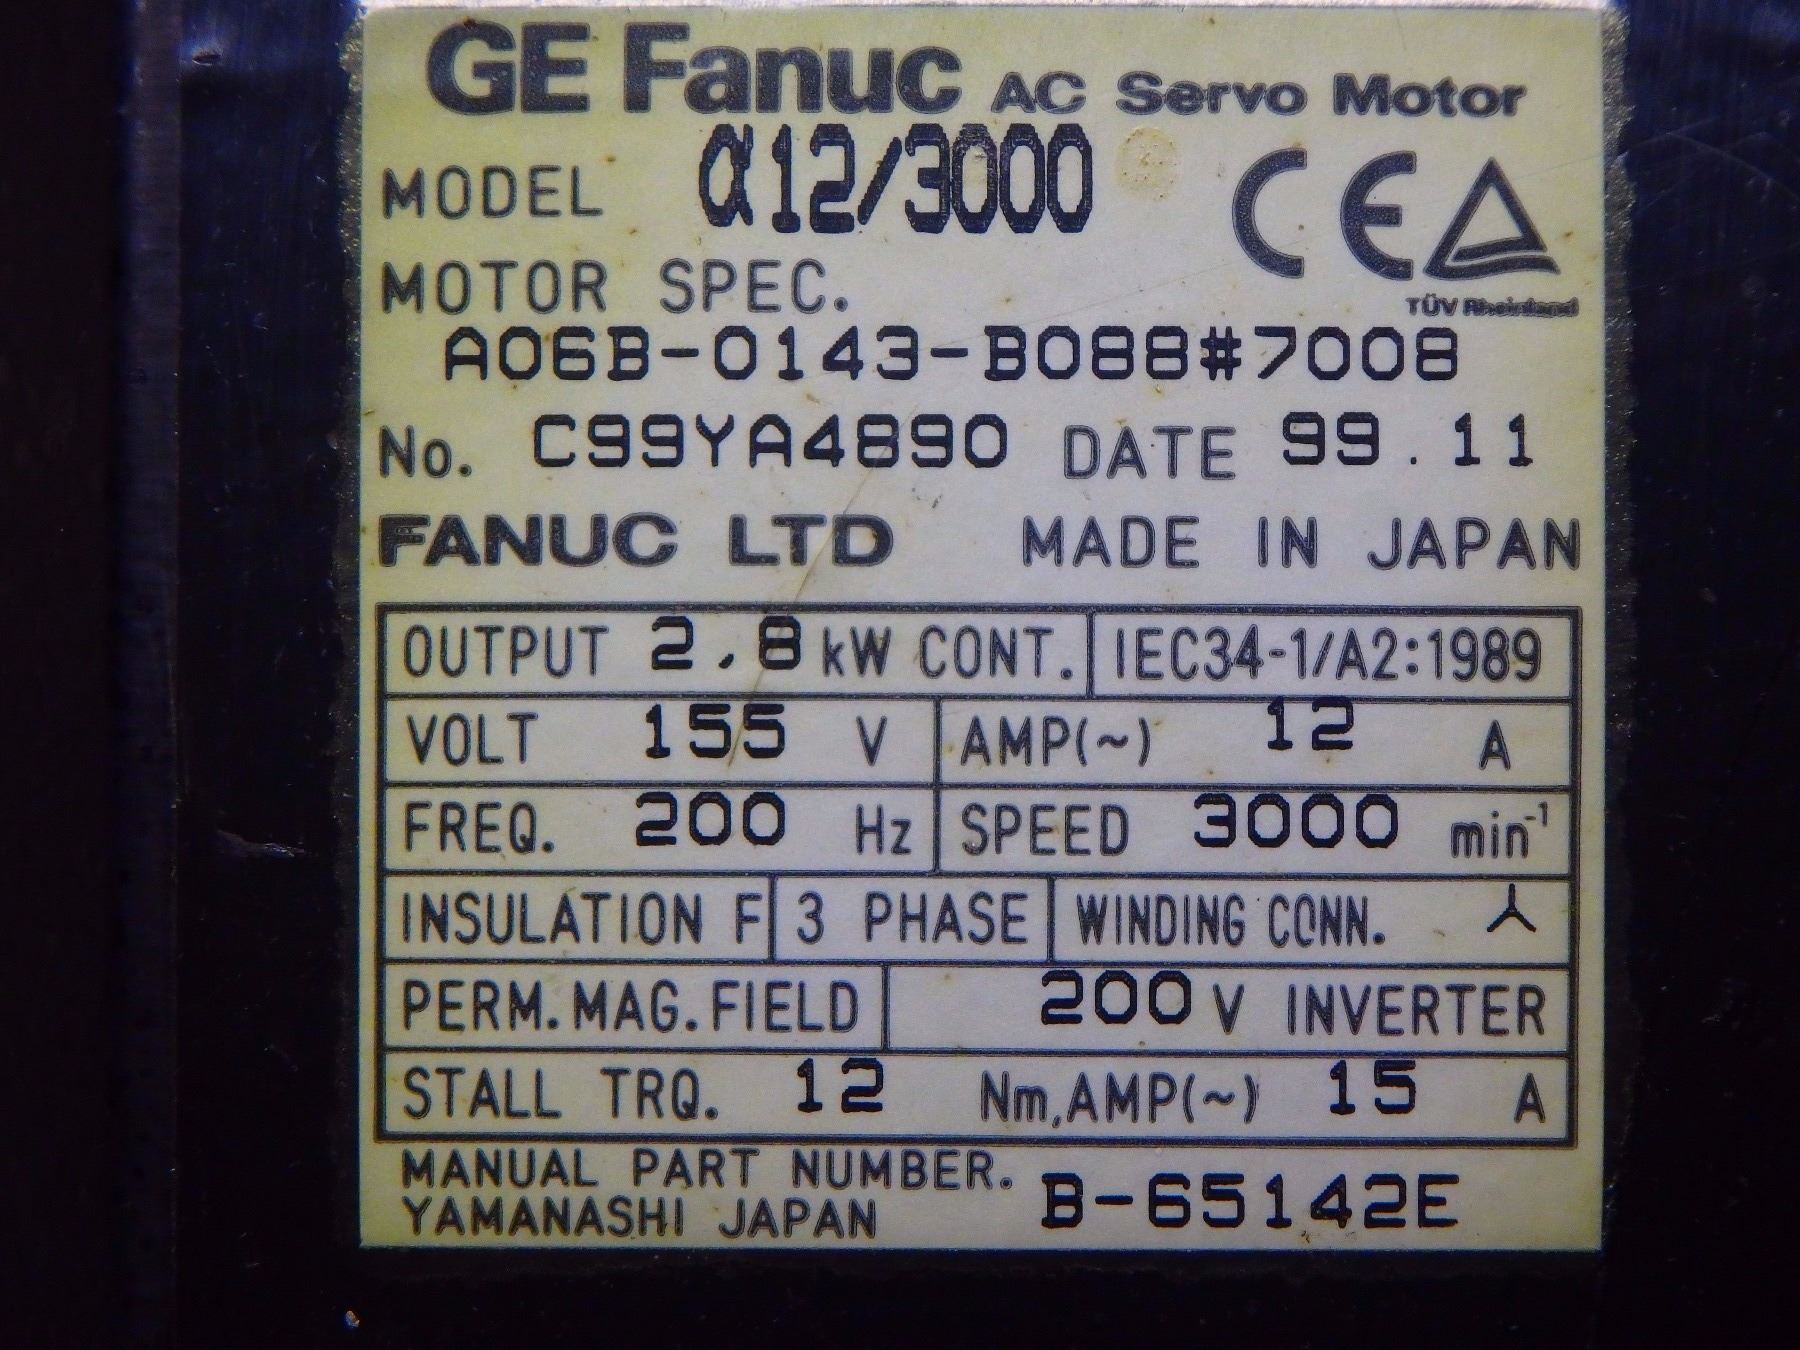 GE Fanuc AC Servo Motor
MODEL α12/3000
CE
TÜV Rheinland
MOTOR SPEC.
A06B-0143-B088#7008
No. C99YA4890 DATE 99.11
FANUC LTD MADE IN JAPAN
OUTPUT 2.8 kW CONT. IEC34-1/A2:1989
VOLT 155 V AMP(~) 12 A
FREQ. 200 Hz SPEED 3000 min⁻¹
INSULATION F 3 PHASE WINDING CONN.
PERM.MAG.FIELD 200 V INVERTER
STALL TRQ. 12 Nm,AMP(~) 15 A
MANUAL PART NUMBER. B-65142E
YAMANASHI JAPAN